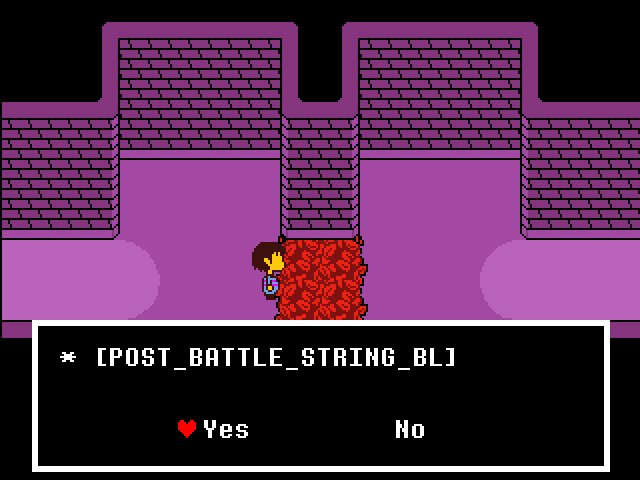 * [POST_BATTLE_STRING_BL]
Yes No